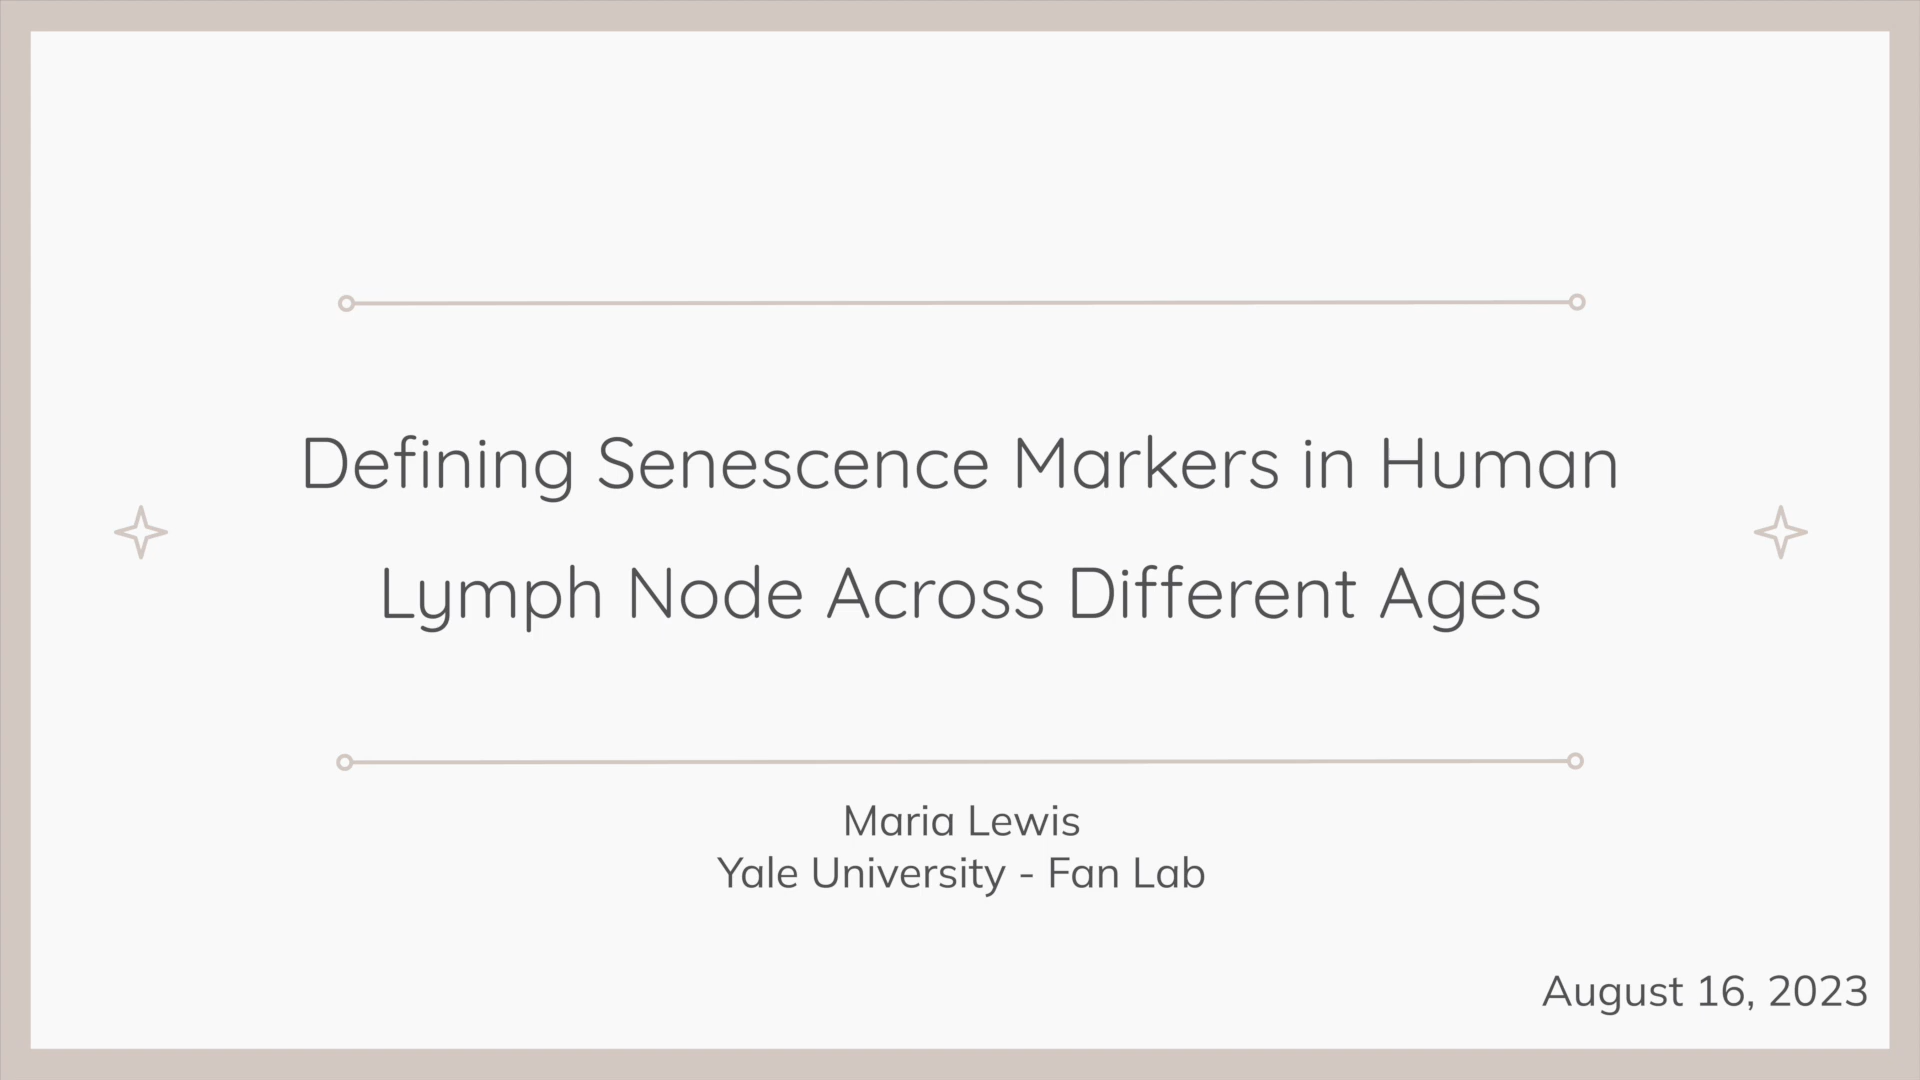 Defining Senescence Markers in Human
Lymph Node Across Different Ages
Maria Lewis
Yale University - Fan Lab
August 16, 2023